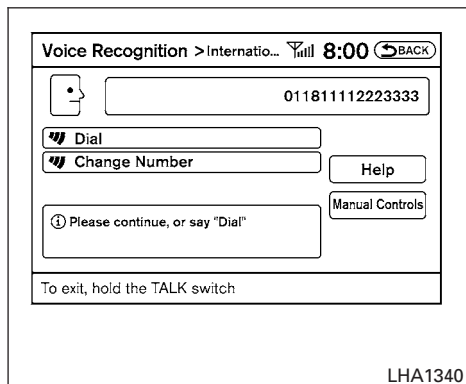 Voice Recognition > Internatio... 8:00 BACK
011811112223333
Dial
Change Number
Help
Manual Controls
Please continue, or say "Dial"
To exit, hold the TALK switch
LHA1340